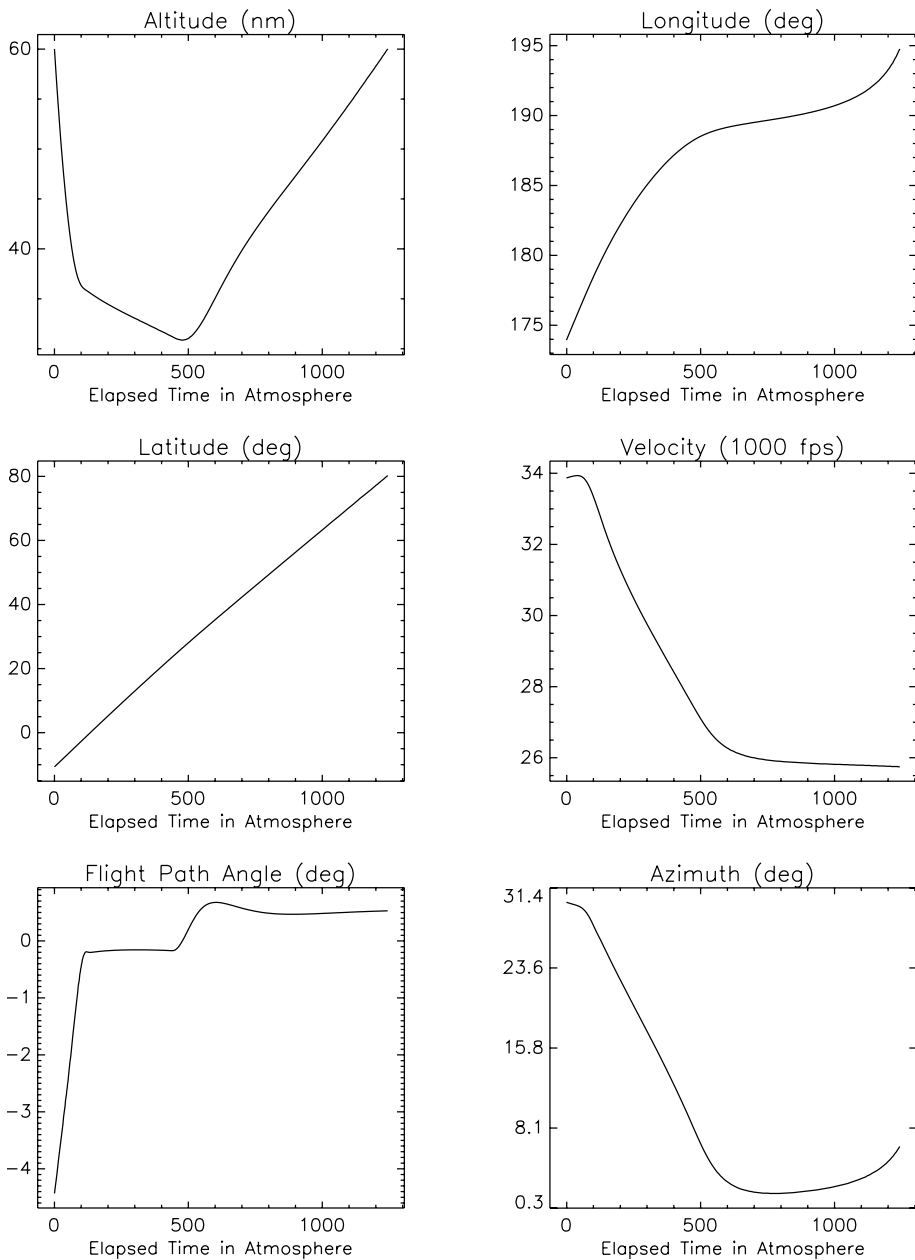 Altitude (nm)
60
40
0 500 1000
Elapsed Time in Atmosphere
Longitude (deg)
195
190
185
180
175
0 500 1000
Elapsed Time in Atmosphere
Latitude (deg)
80
60
40
20
0
0 500 1000
Elapsed Time in Atmosphere
Velocity (1000 fps)
34
32
30
28
26
0 500 1000
Elapsed Time in Atmosphere
Flight Path Angle (deg)
0
−1
−2
−3
−4
0 500 1000
Elapsed Time in Atmosphere
Azimuth (deg)
31.4
23.6
15.8
8.1
0.3
0 500 1000
Elapsed Time in Atmosphere